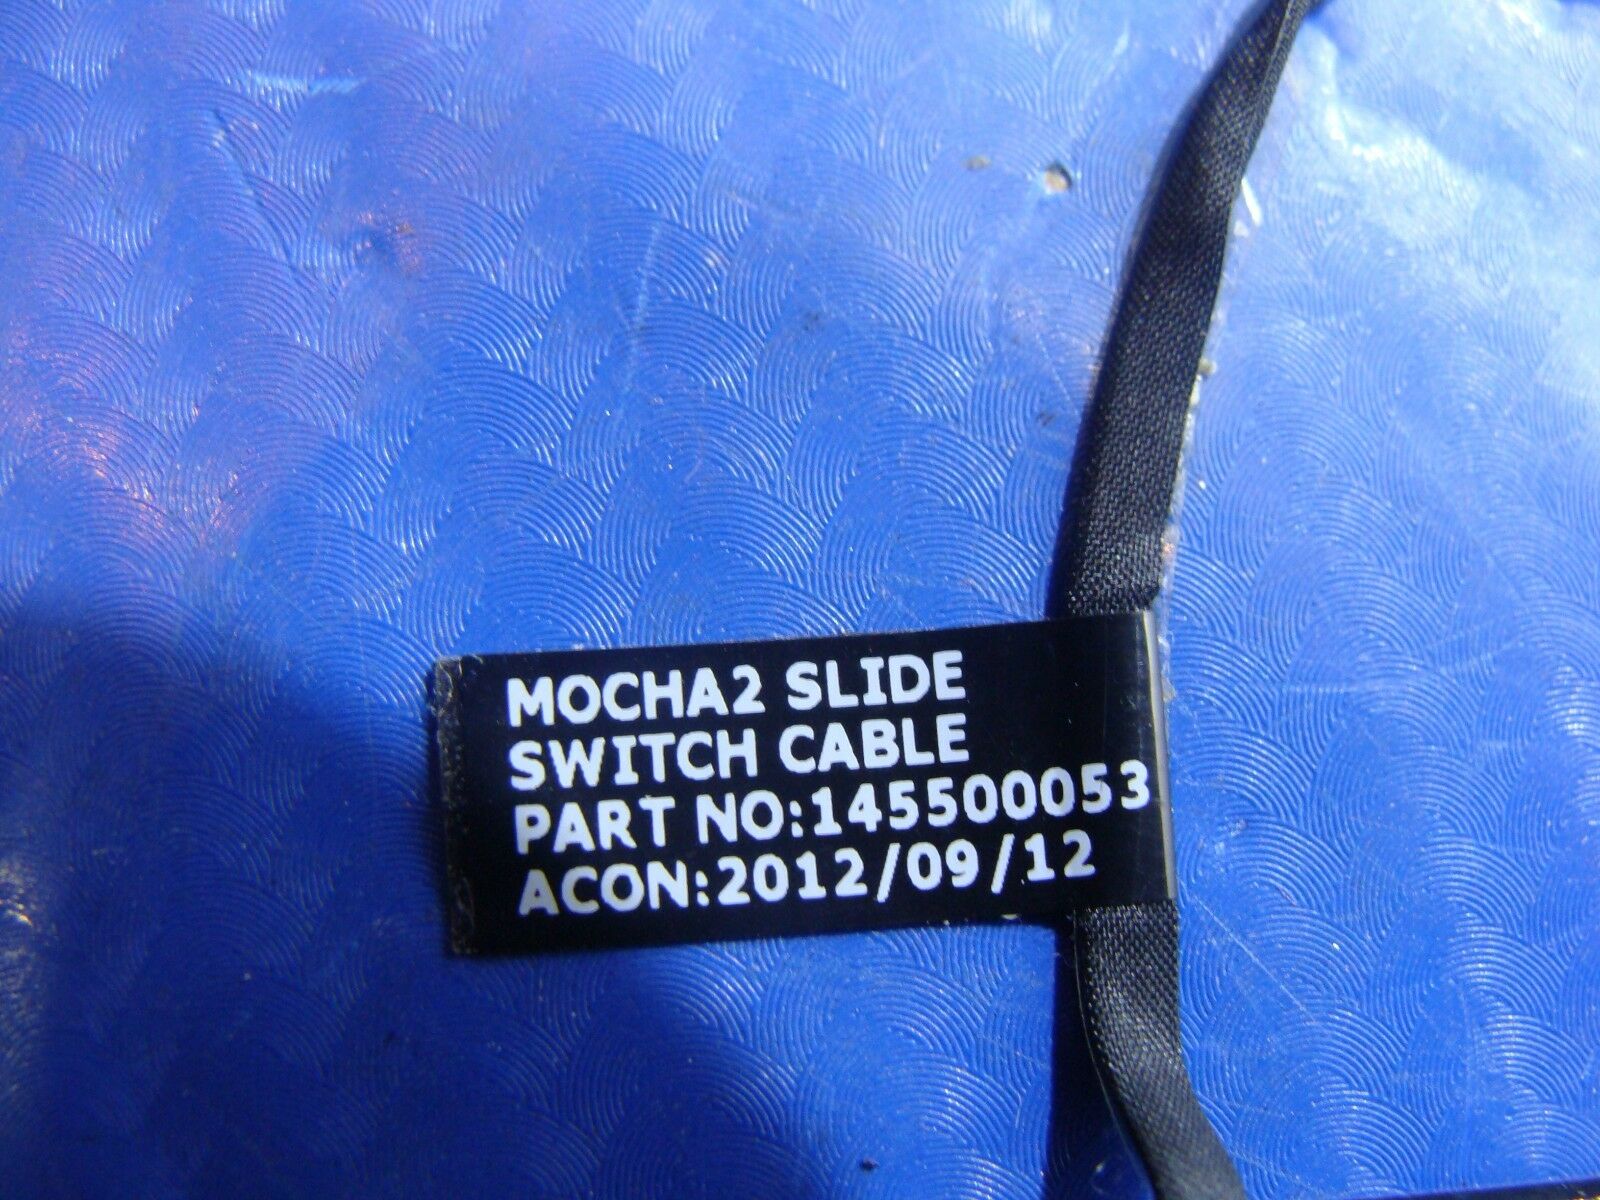 MOCHA2 SLIDE
SWITCH CABLE
PART NO:145500053
ACON:2012/09/12